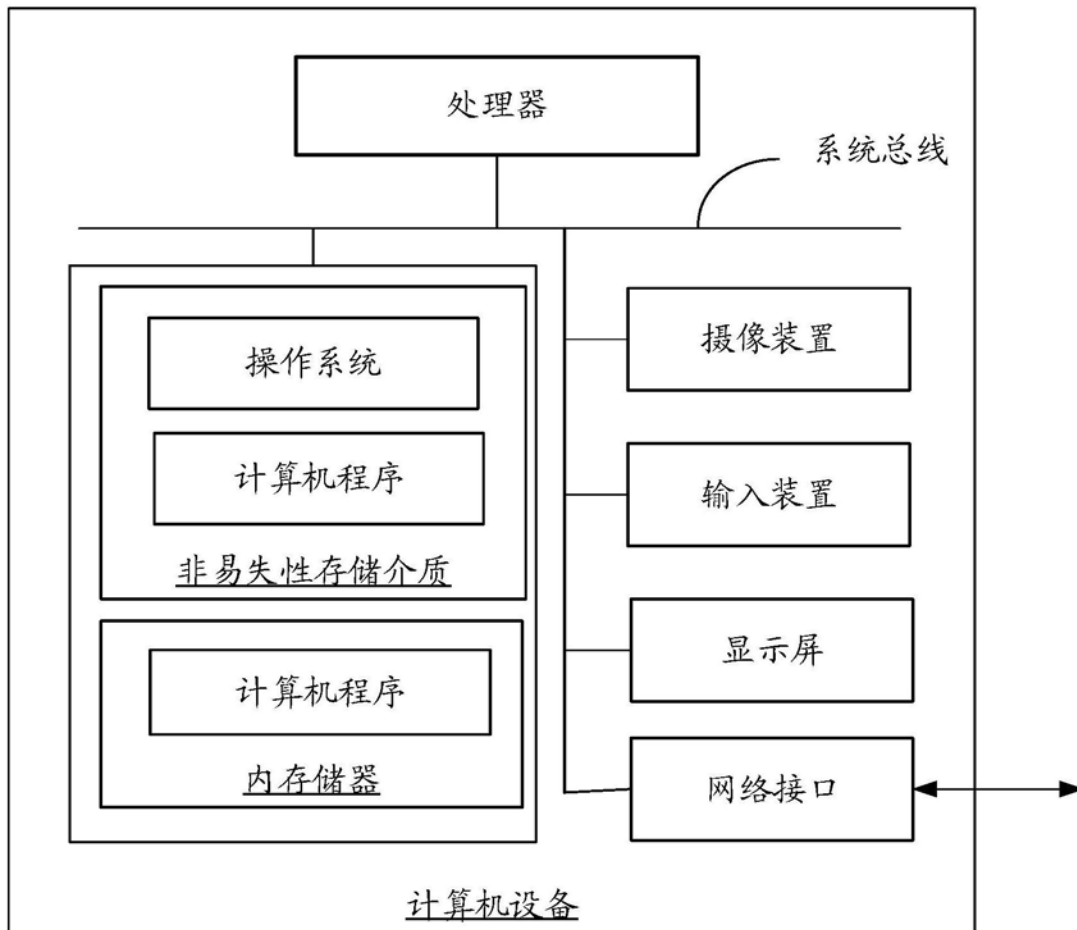 处理器
系统总线
操作系统
计算机程序
非易失性存储介质
计算机程序
内存储器
摄像装置
输入装置
显示屏
网络接口
计算机设备